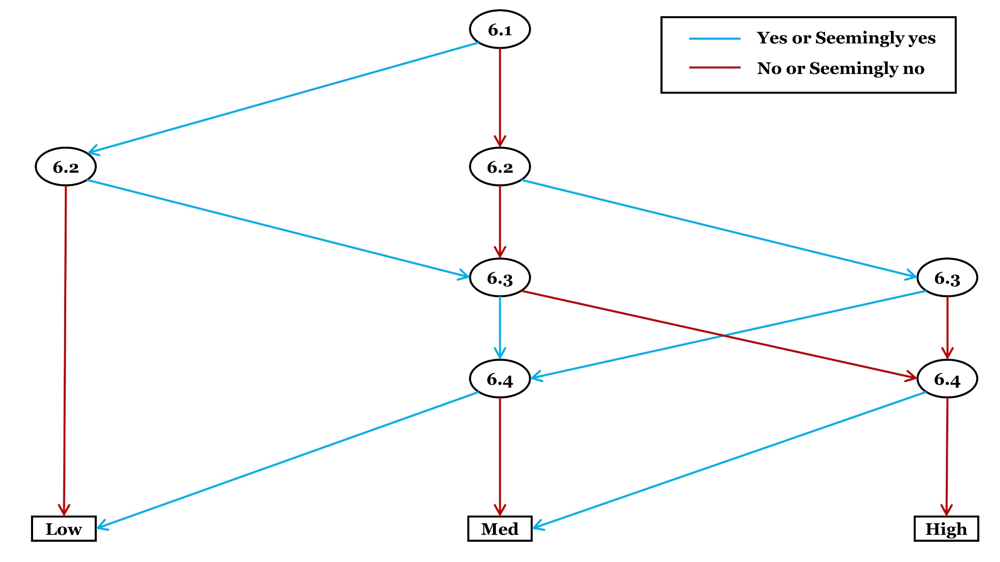 6.1
Yes or Seemingly yes
No or Seemingly no
6.2
6.2
6.3
6.3
6.4
6.4
Low
Med
High